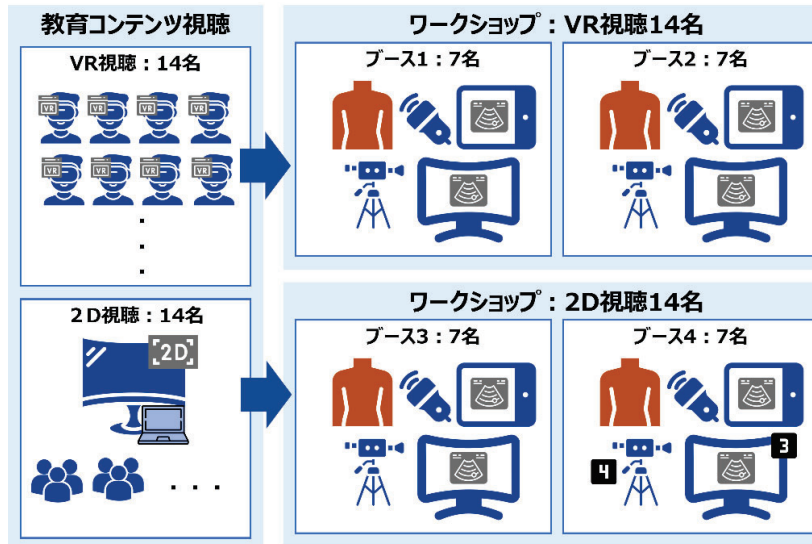 教育コンテンツ視聴
VR視聴：14名
VR VR VR VR
VR VR VR VR
2D視聴：14名
2D
ワークショップ：VR視聴14名
ブース1：7名
ブース2：7名
ワークショップ：2D視聴14名
ブース3：7名
ブース4：7名
3
4